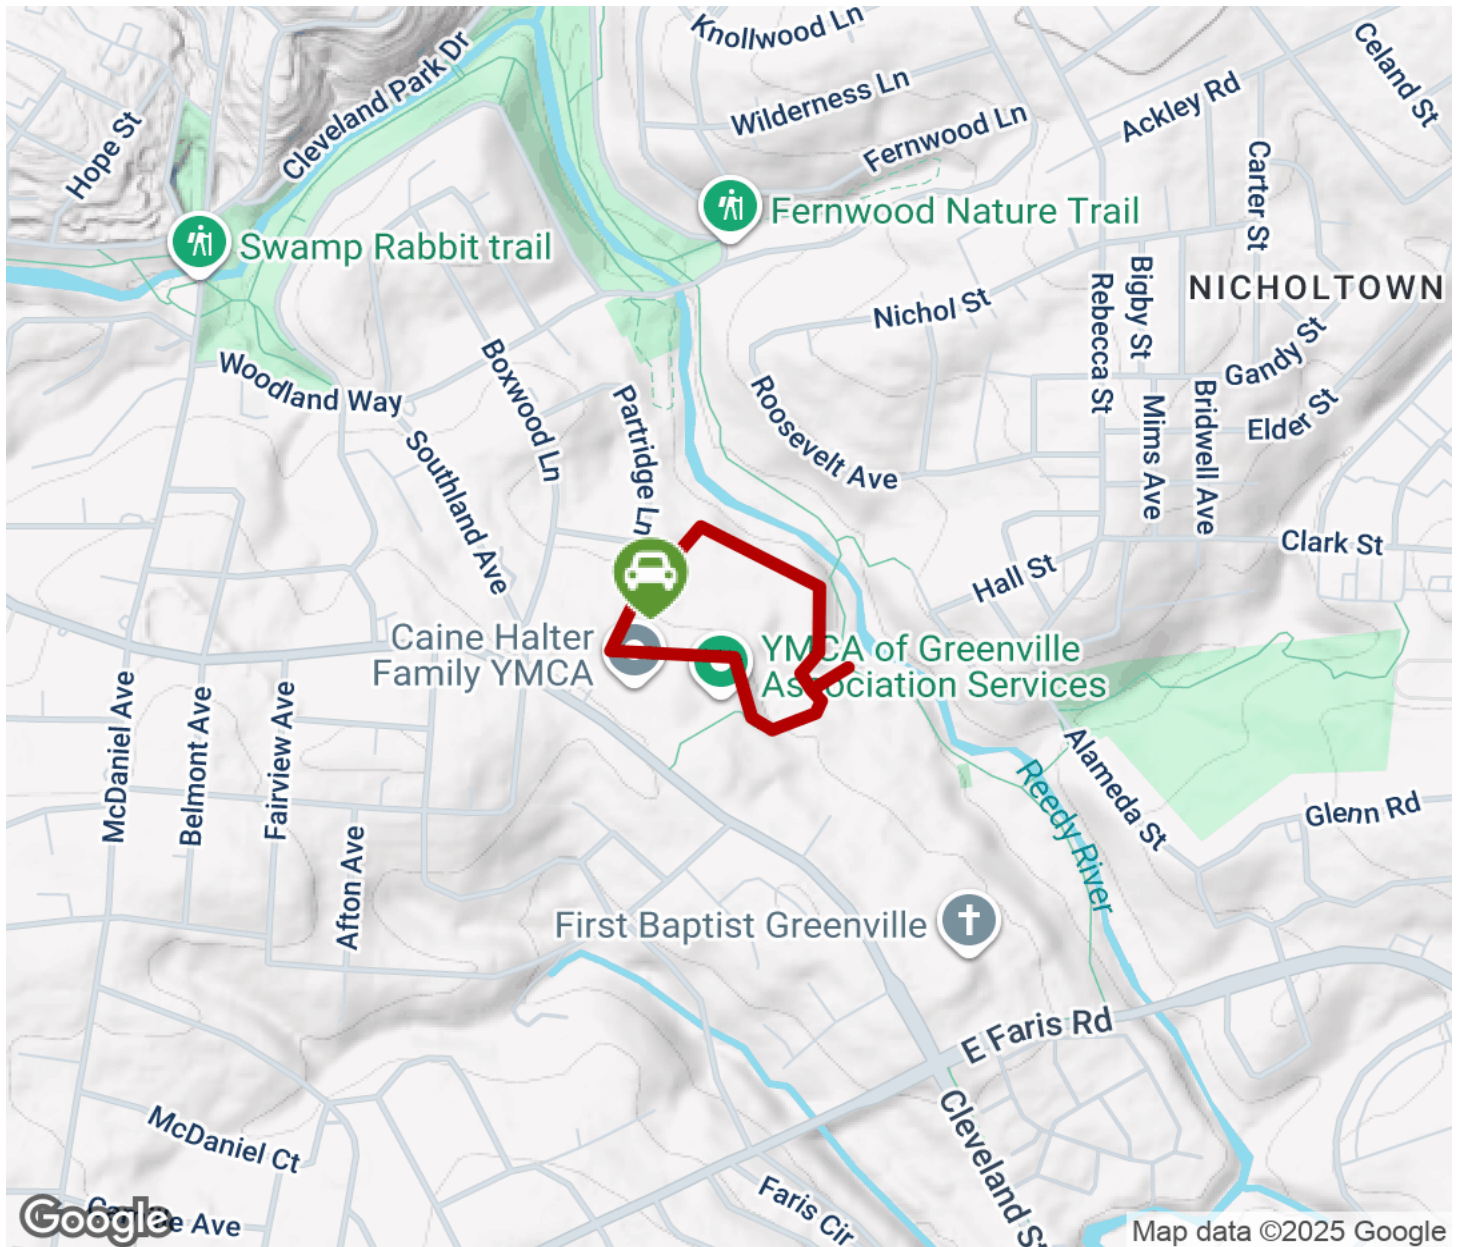 Knollwood Ln
Celand St
Cleveland Park Dr
Wilderness Ln
Ackley Rd
Hope St
Fernwood Ln
Carter St
Fernwood Nature Trail
Swamp Rabbit trail
Bigby St
Rebecca St
NICHOLTOWN
Nichol St
Gandy St
Woodland Way
Boxwood Ln
Partridge Ln
Roosevelt Ave
Mims Ave
Bridwell Ave
Elder St
Southland Ave
Clark St
Hall St
Caine Halter
Family YMCA
YMCA of Greenville
Association Services
McDaniel Ave
Belmont Ave
Fairview Ave
Alameda St
Reedy River
Glenn Rd
Afton Ave
First Baptist Greenville
E Faris Rd
McDaniel Ct
Cleveland St
Faris Cir
Google
Ave
Map data ©2025 Google